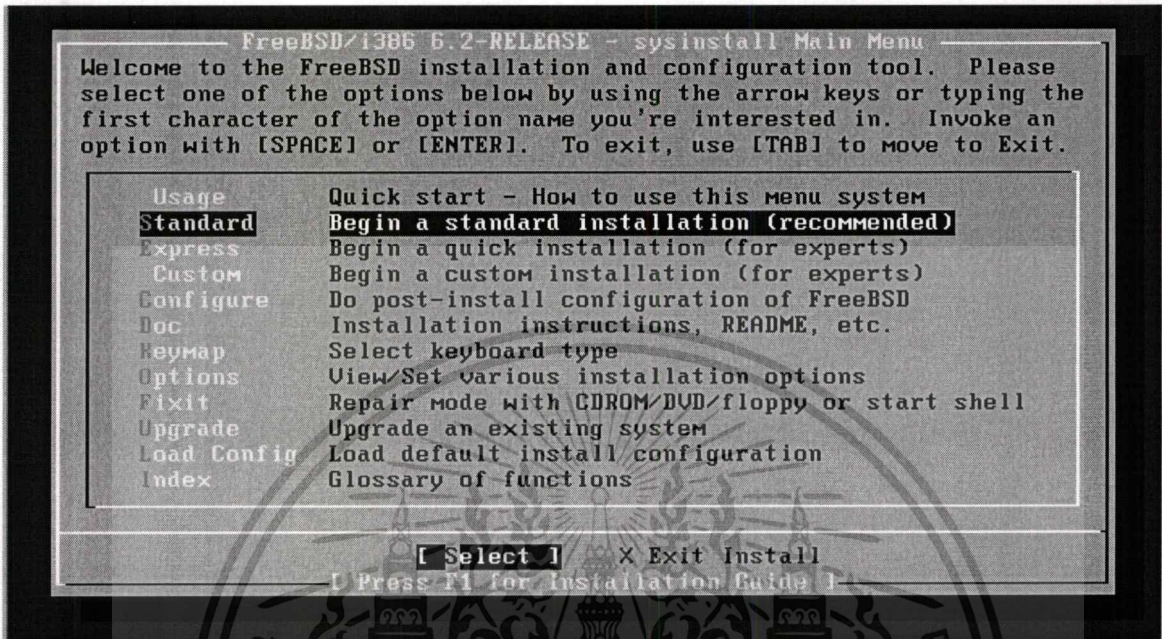 FreeBSD/i386 6.2-RELEASE - sysinstall Main Menu
Welcome to the FreeBSD installation and configuration tool.  Please
select one of the options below by using the arrow keys or typing the
first character of the option name you're interested in.  Invoke an
option with [SPACE] or [ENTER].  To exit, use [TAB] to move to Exit.
Usage Quick start - How to use this menu system
Standard Begin a standard installation (recommended)
Express Begin a quick installation (for experts)
Custom Begin a custom installation (for experts)
Configure Do post-install configuration of FreeBSD
Doc Installation instructions, README, etc.
Keymap Select keyboard type
Options View/Set various installation options
Fixit Repair mode with CDROM/DVD/floppy or start shell
Upgrade Upgrade an existing system
Load Config Load default install configuration
Index Glossary of functions
[ Select ] X Exit Install
[ Press F1 for Installation Guide ]